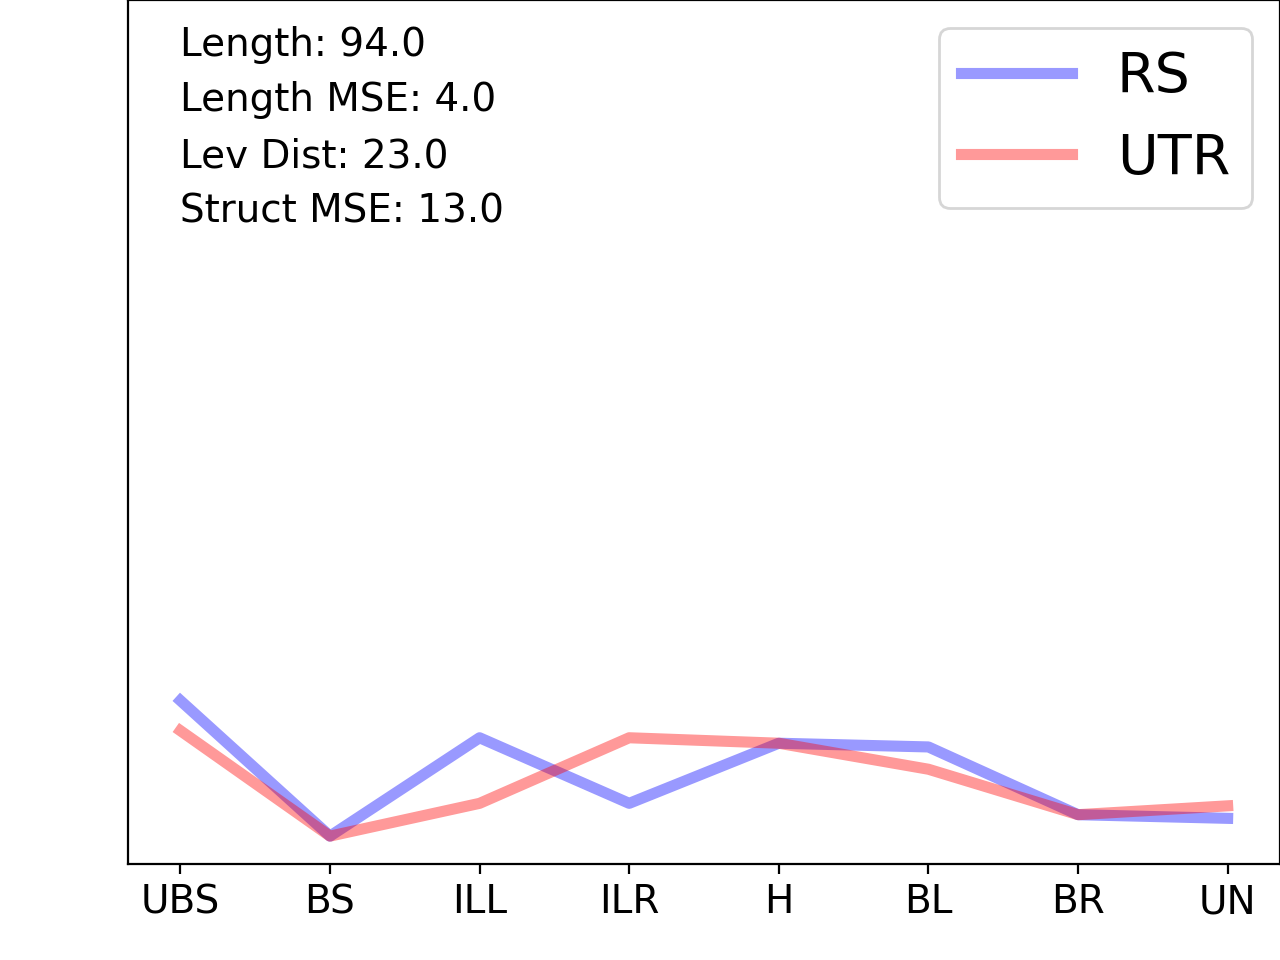 Length: 94.0
Length MSE: 4.0
Lev Dist: 23.0
Struct MSE: 13.0
RS
UTR
UBS BS ILL ILR H BL BR UN